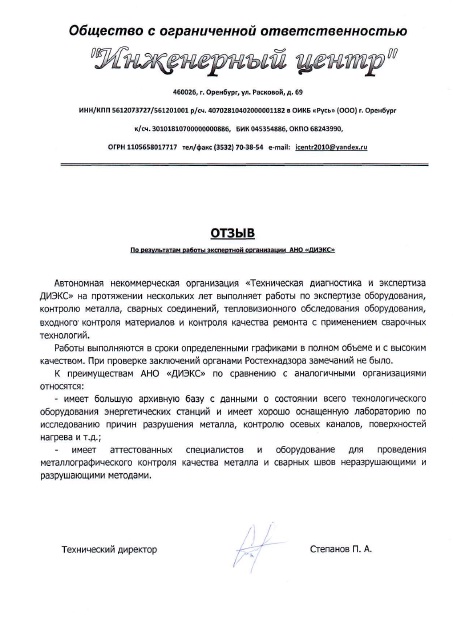 Общество с ограниченной ответственностью
"Инженерный центр"
460026, г. Оренбург, ул. Расковой, д. 69
ИНН/КПП 5612073727/561201001 р/сч. 40702810402000001182 в ОИКБ «Русь» (ООО) г. Оренбург
к/сч. 30101810700000000886, БИК 045354886, ОКПО 68243990,
ОГРН 1105658017717 тел/факс (3532) 70-38-54 e-mail: icentr2010@yandex.ru
ОТЗЫВ
По результатам работы экспертной организации АНО «ДИЭКС»
Автономная некоммерческая организация «Техническая диагностика и экспертиза
ДИЭКС» на протяжении нескольких лет выполняет работы по экспертизе оборудования,
контролю металла, сварных соединений, тепловизионного обследования оборудования,
входного контроля материалов и контроля качества ремонта с применением сварочных
технологий.
Работы выполняются в сроки определенными графиками в полном объеме и с высоким
качеством. При проверке заключений органами Ростехнадзора замечаний не было.
К преимуществам АНО «ДИЭКС» по сравнению с аналогичными организациями
относятся:
- имеет большую архивную базу с данными о состоянии всего технологического
оборудования энергетических станций и имеет хорошо оснащенную лабораторию по
исследованию причин разрушения металла, контролю осевых каналов, поверхностей
нагрева и т.д.;
- имеет аттестованных специалистов и оборудование для проведения
металлографического контроля качества металла и сварных швов неразрушающими и
разрушающими методами.
Технический директор Степанов П. А.